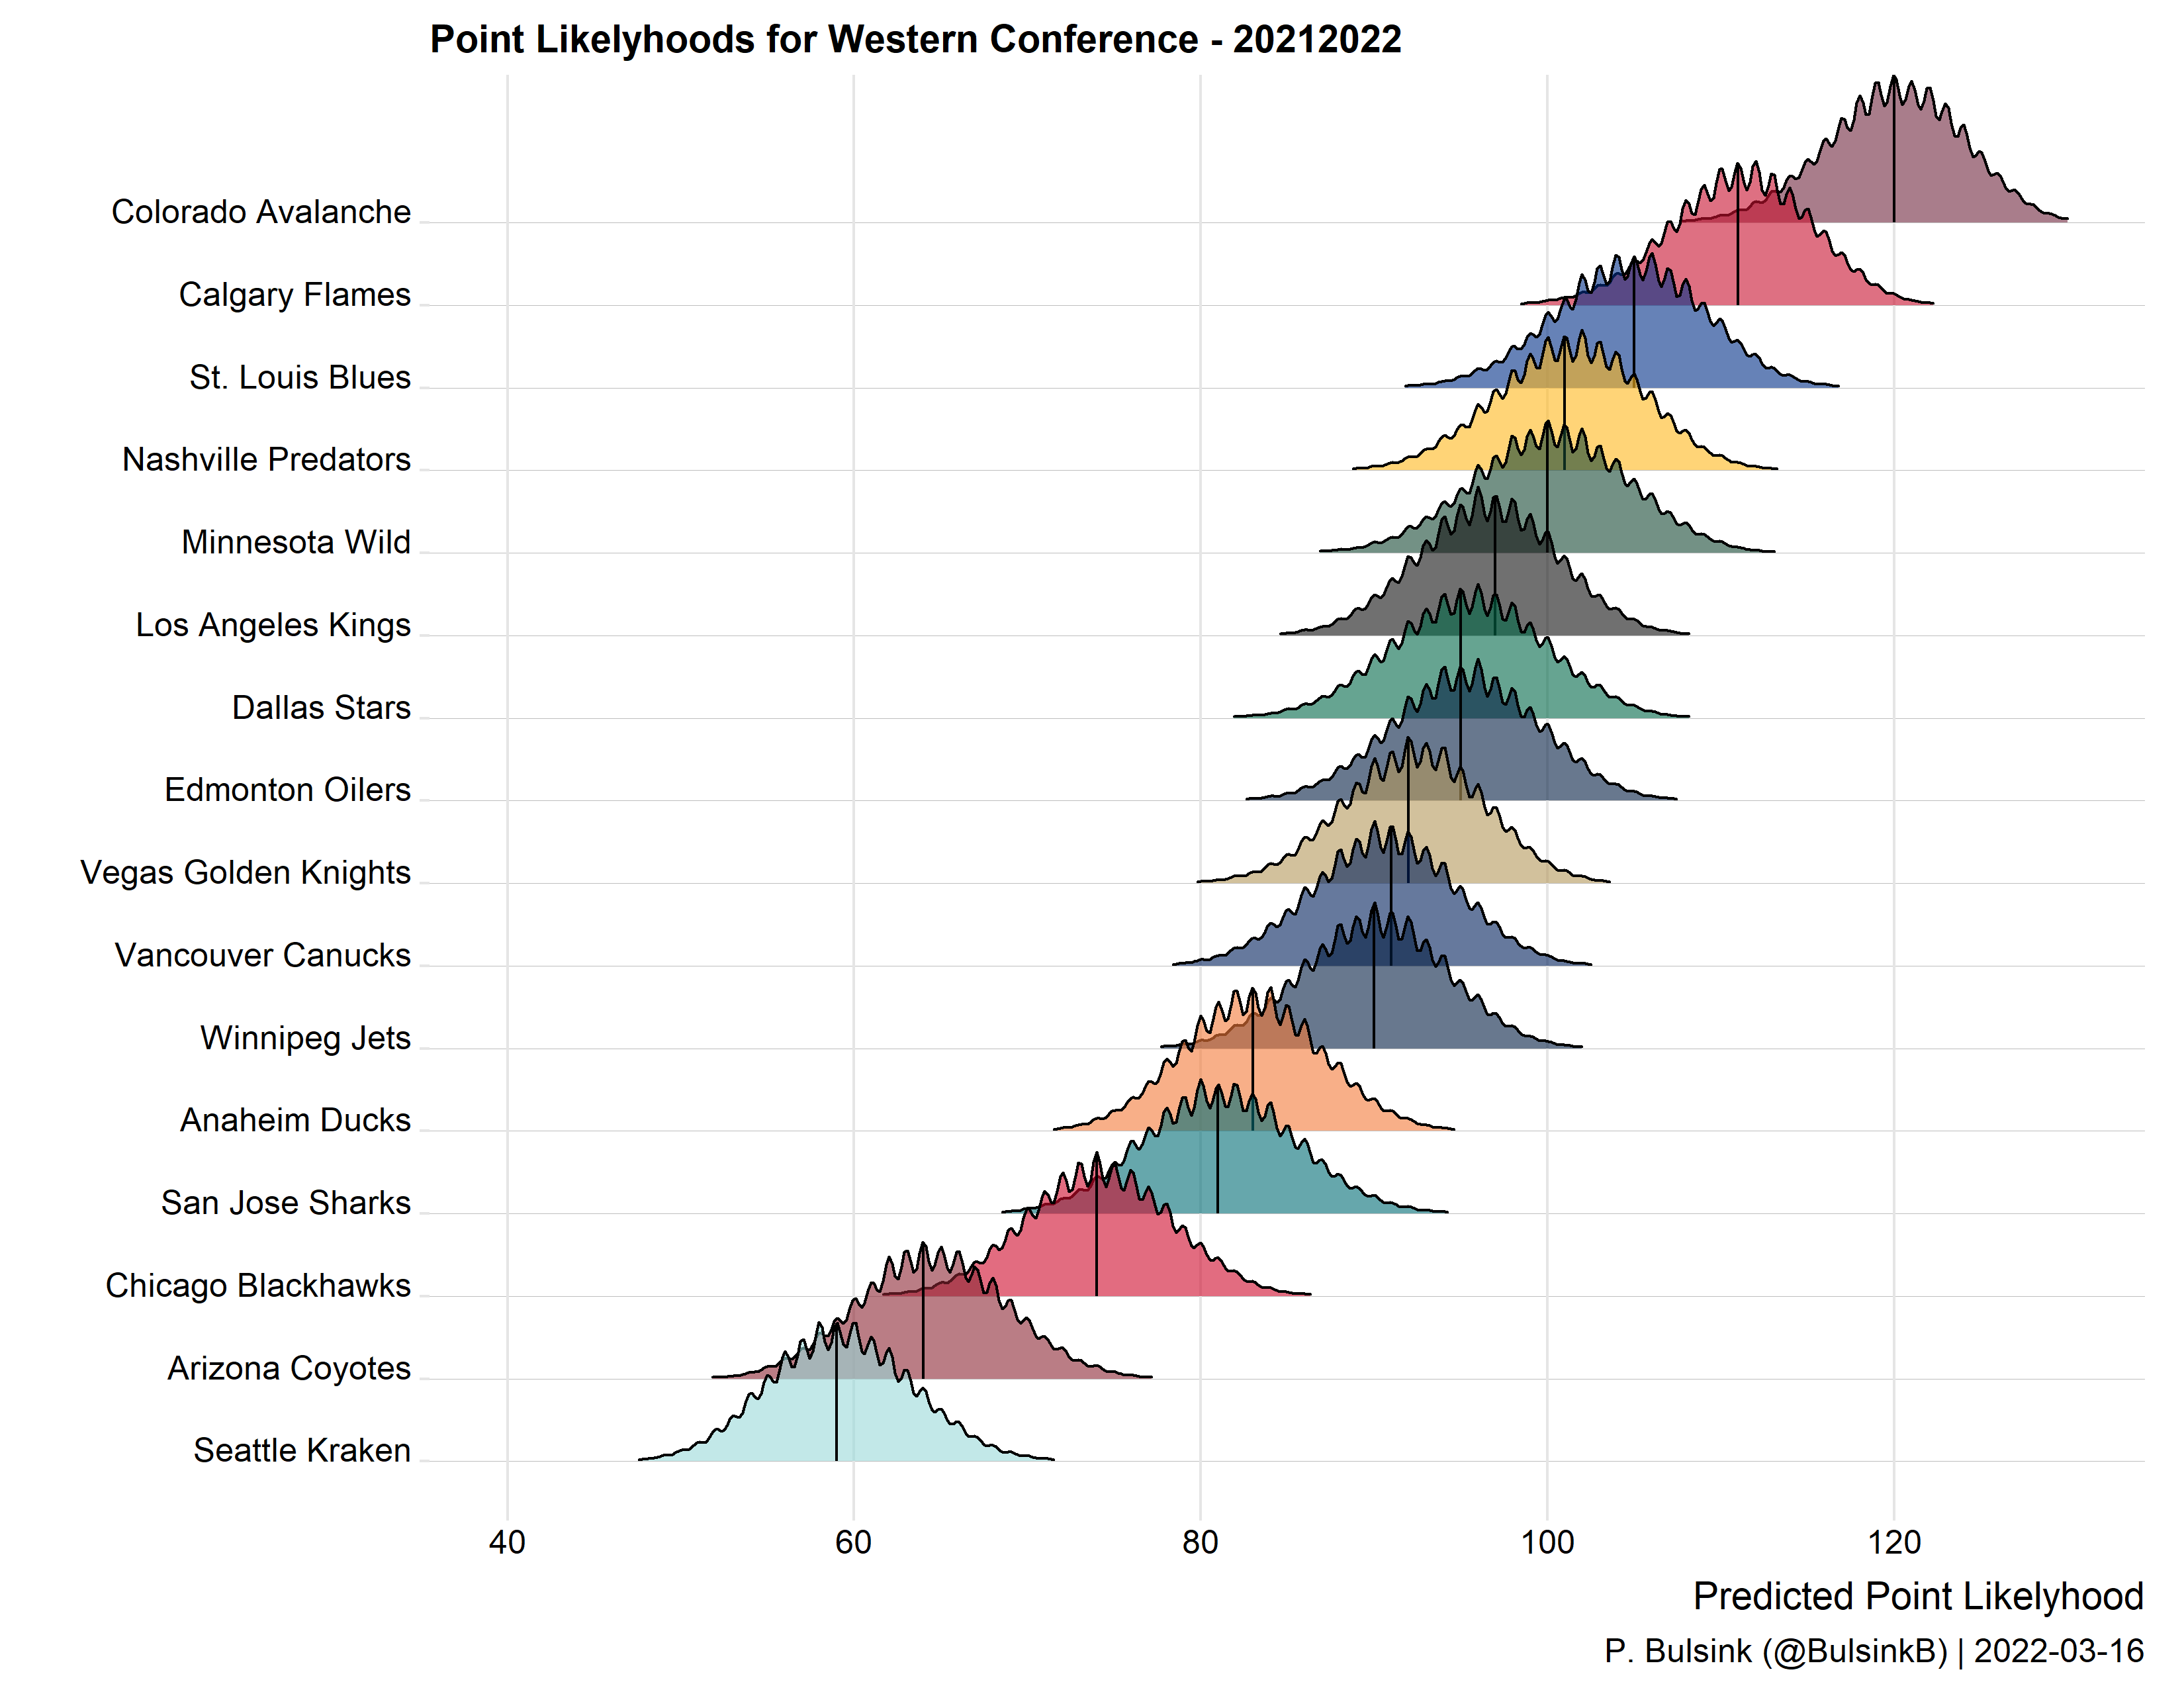 Point Likelyhoods for Western Conference - 20212022
Colorado Avalanche
Calgary Flames
St. Louis Blues
Nashville Predators
Minnesota Wild
Los Angeles Kings
Dallas Stars
Edmonton Oilers
Vegas Golden Knights
Vancouver Canucks
Winnipeg Jets
Anaheim Ducks
San Jose Sharks
Chicago Blackhawks
Arizona Coyotes
Seattle Kraken
40 60 80 100 120
Predicted Point Likelyhood
P. Bulsink (@BulsinkB) | 2022-03-16